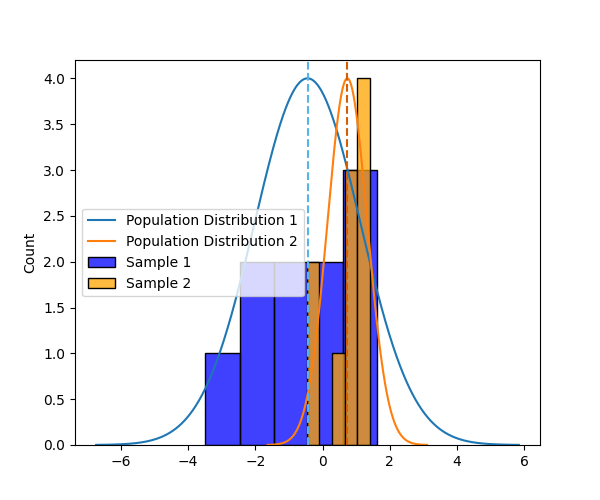 4.0
3.5
3.0
2.5
2.0
1.5
1.0
0.5
0.0
Count
Population Distribution 1
Population Distribution 2
Sample 1
Sample 2
−6 −4 −2 0 2 4 6